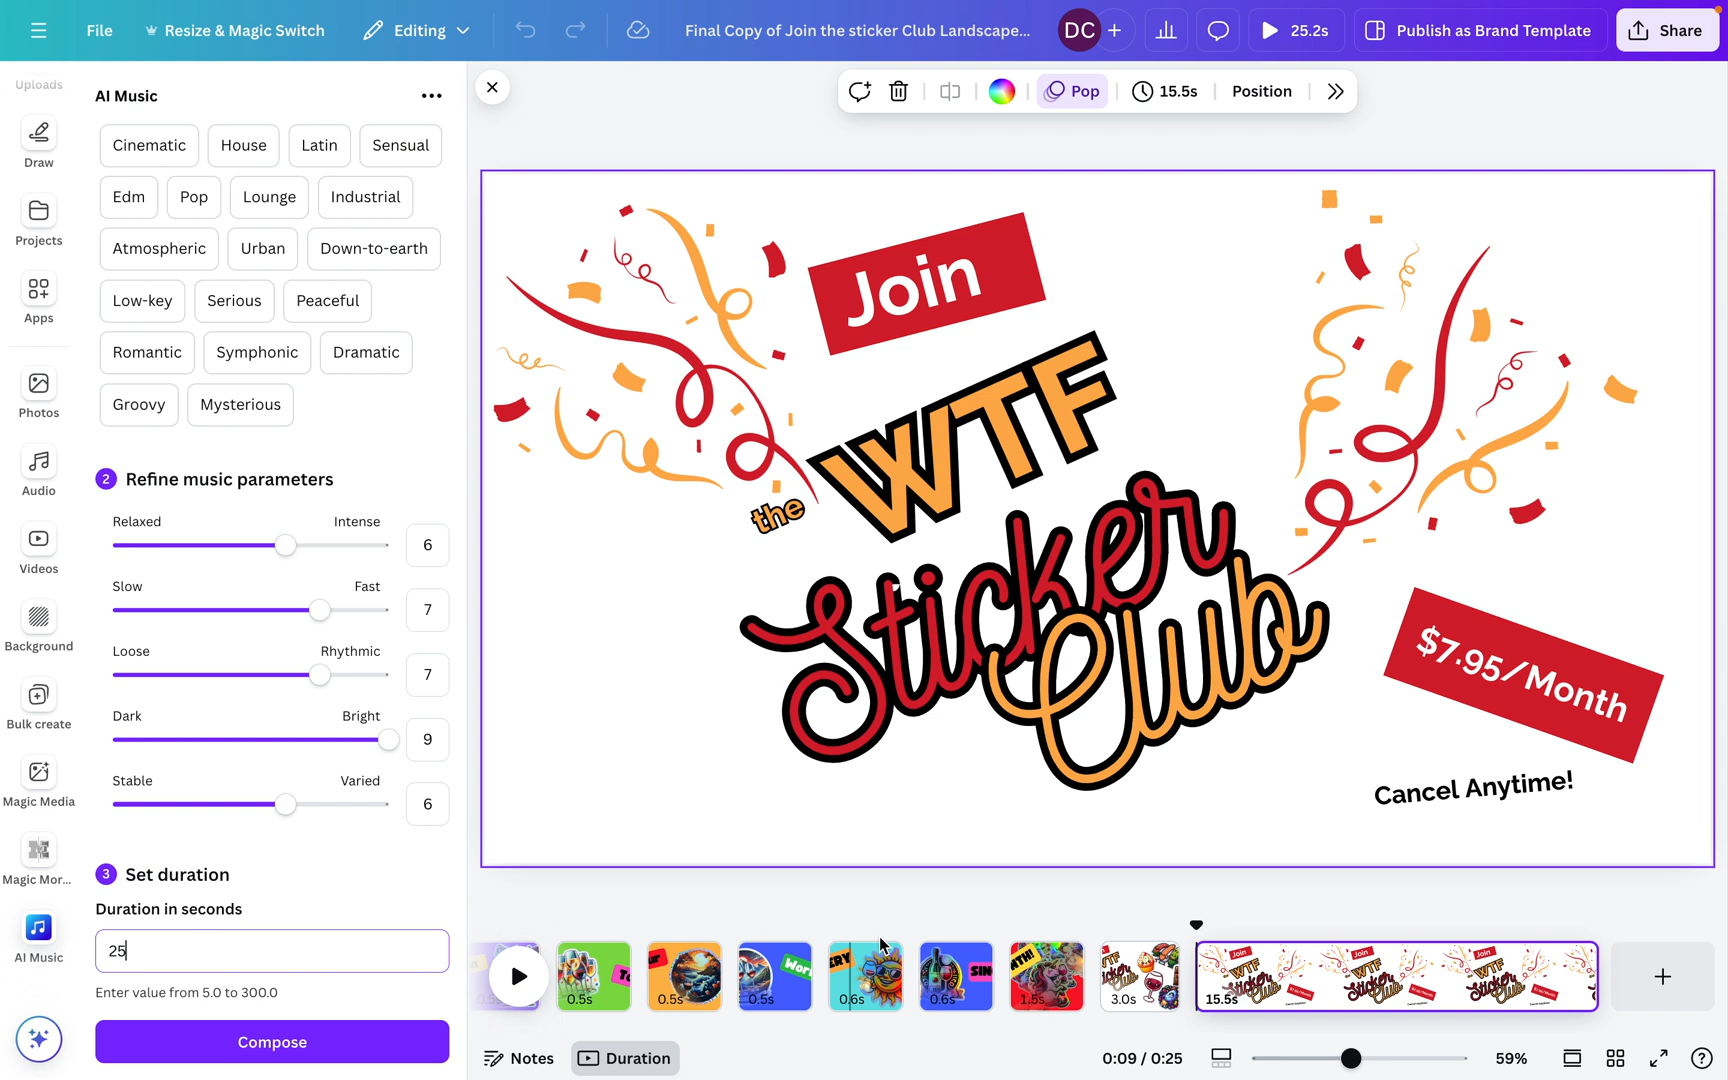 File
Resize & Magic Switch
Editing
Final Copy of Join the sticker Club Landscape...
DC
25.2s
Publish as Brand Template
Share
Uploads
Draw
Projects
Apps
Photos
Audio
Videos
Background
Bulk create
Magic Media
Magic Mor...
AI Music
AI Music
Cinematic
House
Latin
Sensual
Edm
Pop
Lounge
Industrial
Atmospheric
Urban
Down-to-earth
Low-key
Serious
Peaceful
Romantic
Symphonic
Dramatic
Groovy
Mysterious
2 Refine music parameters
Relaxed Intense
6
Slow Fast
7
Loose Rhythmic
7
Dark Bright
9
Stable Varied
6
3 Set duration
Duration in seconds
25
Enter value from 5.0 to 300.0
Compose
Pop
15.5s
Position
Join
the
WTF
Sticker
Club
$7.95/Month
Cancel Anytime!
0.5s
0.5s
0.5s
0.6s
0.6s
1.5s
3.0s
15.5s
Notes
Duration
0:09 / 0:25
59%